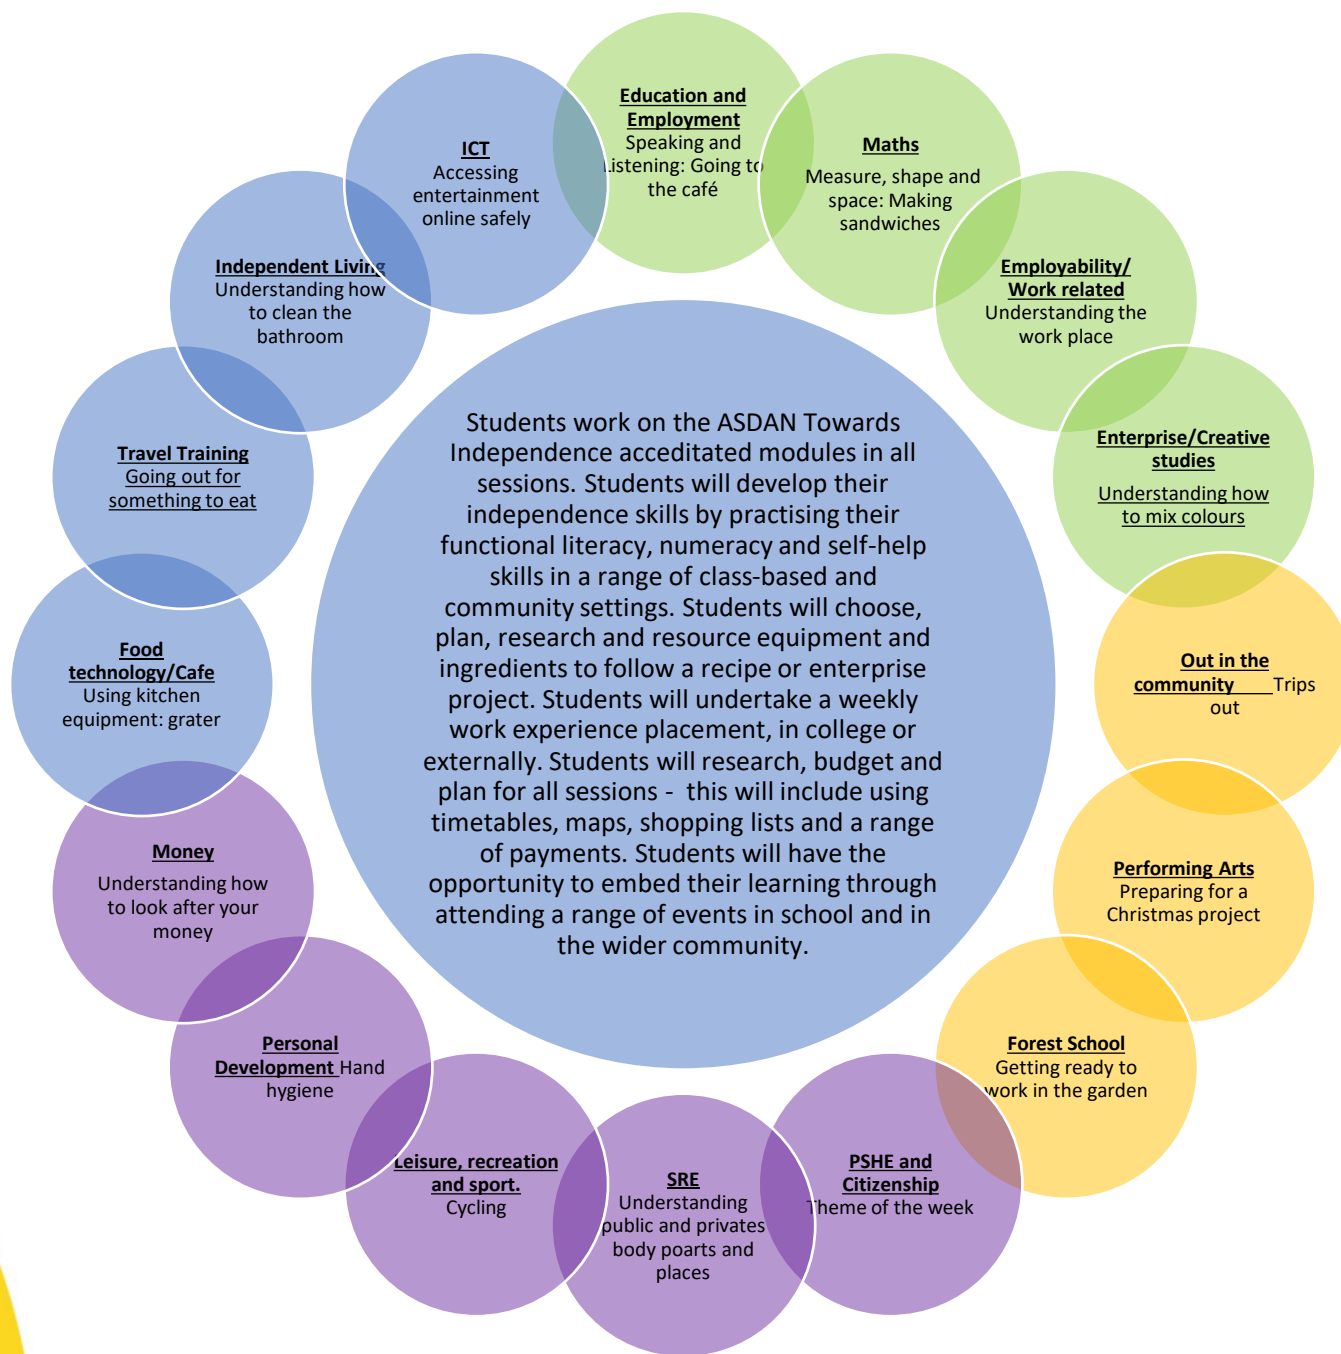 Education and
Employment
Speaking and
Listening: Going to
the café
Maths
Measure, shape and
space: Making
sandwiches
Employability/
Work related
Understanding the
work place
Enterprise/Creative
studies
Understanding how
to mix colours
Out in the
community Trips
out
Performing Arts
Preparing for a
Christmas project
Forest School
Getting ready to
work in the garden
PSHE and
Citizenship
Theme of the week
SRE
Understanding
public and privates
body poarts and
places
Leisure, recreation
and sport.
Cycling
Personal
Development Hand
hygiene
Money
Understanding how
to look after your
money
Food
technology/Cafe
Using kitchen
equipment: grater
Travel Training
Going out for
something to eat
Independent Living
Understanding how
to clean the
bathroom
ICT
Accessing
entertainment
online safely
Students work on the ASDAN Towards
Independence acceditated modules in all
sessions. Students will develop their
independence skills by practising their
functional literacy, numeracy and self-help
skills in a range of class-based and
community settings. Students will choose,
plan, research and resource equipment and
ingredients to follow a recipe or enterprise
project. Students will undertake a weekly
work experience placement, in college or
externally. Students will research, budget and
plan for all sessions - this will include using
timetables, maps, shopping lists and a range
of payments. Students will have the
opportunity to embed their learning through
attending a range of events in school and in
the wider community.